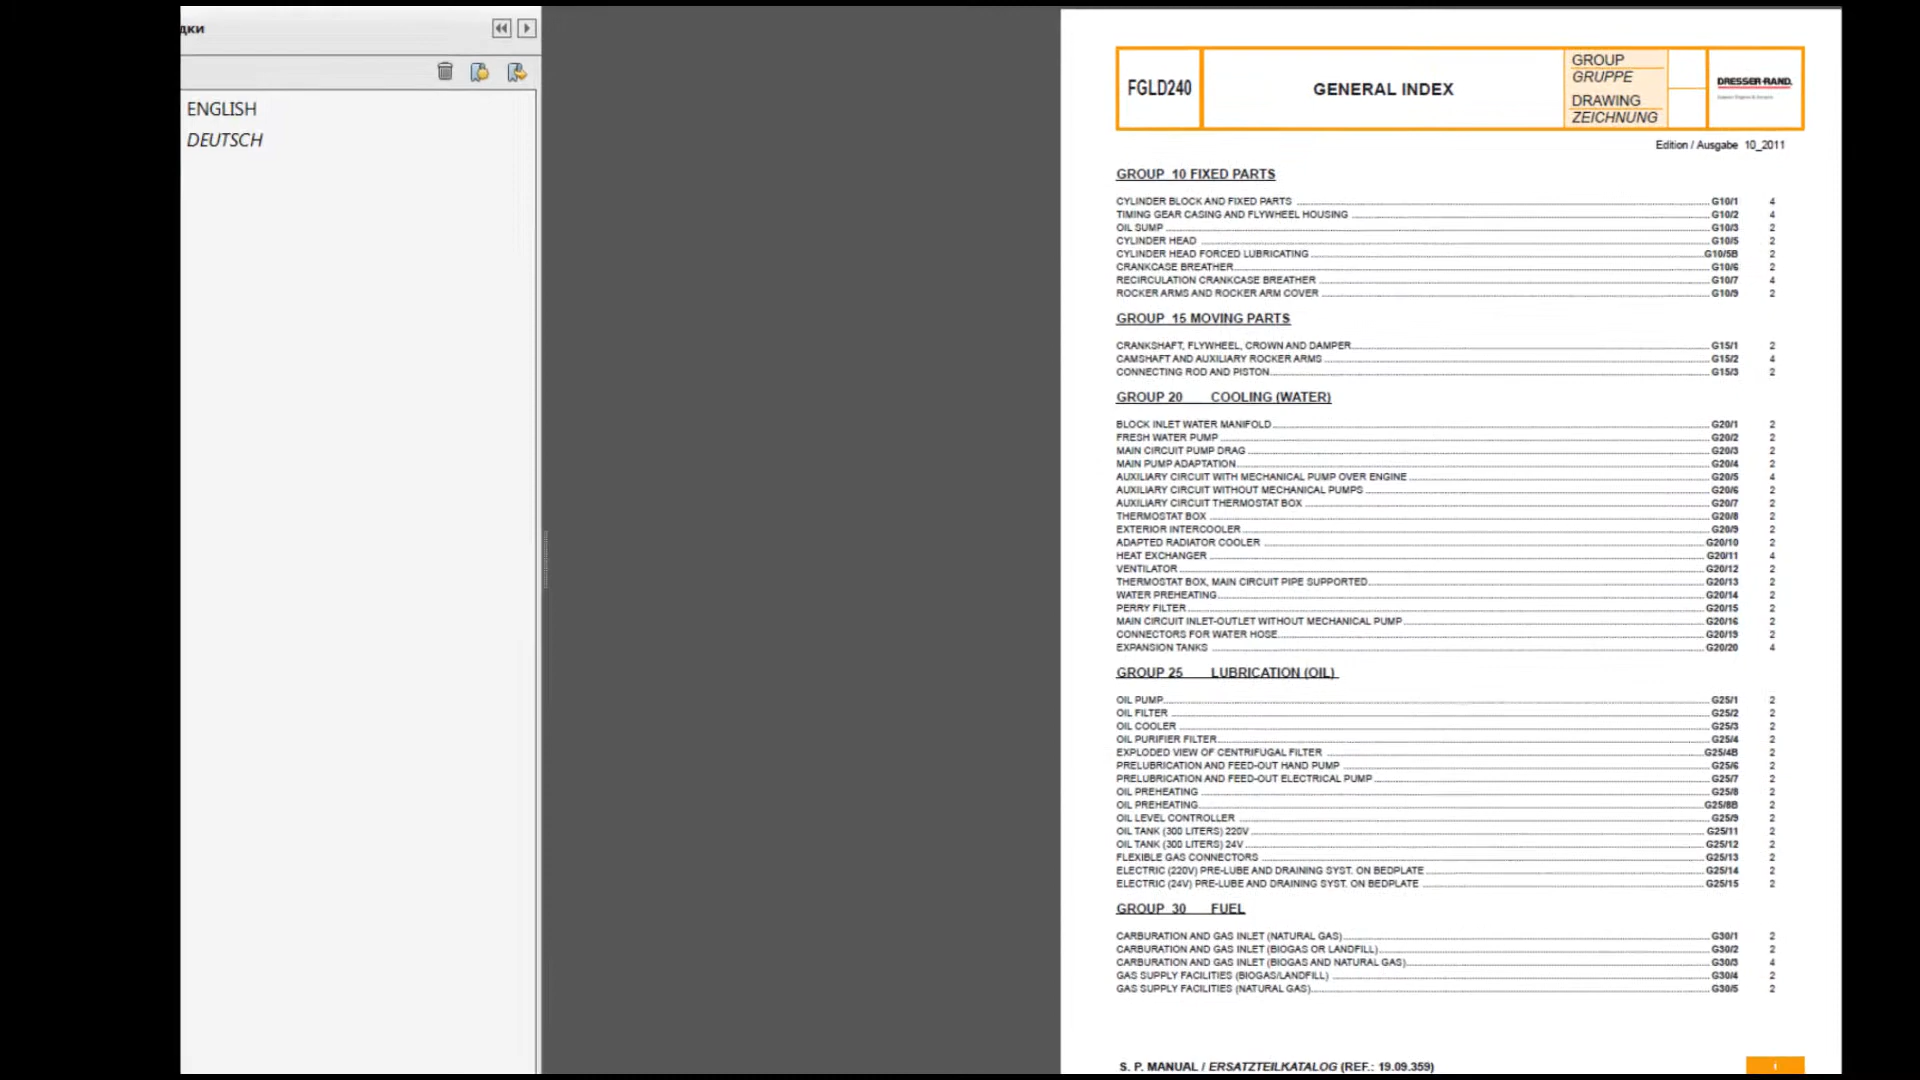 дки
ENGLISH
DEUTSCH
FGLD240
GENERAL INDEX
GROUP
GRUPPE
DRAWING
ZEICHNUNG
DRESSER-RAND.
Edition / Ausgabe 10_2011
GROUP 10 FIXED PARTS
CYLINDER BLOCK AND FIXED PARTS G10/1 4
TIMING GEAR CASING AND FLYWHEEL HOUSING G10/2 4
OIL SUMP G10/3 2
CYLINDER HEAD G10/5 2
CYLINDER HEAD FORCED LUBRICATING G10/5B 2
CRANKCASE BREATHER G10/6 2
RECIRCULATION CRANKCASE BREATHER G10/7 4
ROCKER ARMS AND ROCKER ARM COVER G10/9 2
GROUP 15 MOVING PARTS
CRANKSHAFT, FLYWHEEL, CROWN AND DAMPER G15/1 2
CAMSHAFT AND AUXILIARY ROCKER ARMS G15/2 4
CONNECTING ROD AND PISTON G15/3 2
GROUP 20 COOLING (WATER)
BLOCK INLET WATER MANIFOLD G20/1 2
FRESH WATER PUMP G20/2 2
MAIN CIRCUIT PUMP DRAG G20/3 2
MAIN PUMP ADAPTATION G20/4 2
AUXILIARY CIRCUIT WITH MECHANICAL PUMP OVER ENGINE G20/5 4
AUXILIARY CIRCUIT WITHOUT MECHANICAL PUMPS G20/6 2
AUXILIARY CIRCUIT THERMOSTAT BOX G20/7 2
THERMOSTAT BOX G20/8 2
EXTERIOR INTERCOOLER G20/9 2
ADAPTED RADIATOR COOLER G20/10 2
HEAT EXCHANGER G20/11 4
VENTILATOR G20/12 2
THERMOSTAT BOX, MAIN CIRCUIT PIPE SUPPORTED G20/13 2
WATER PREHEATING G20/14 2
PERRY FILTER G20/15 2
MAIN CIRCUIT INLET-OUTLET WITHOUT MECHANICAL PUMP G20/16 2
CONNECTORS FOR WATER HOSE G20/19 2
EXPANSION TANKS G20/20 4
GROUP 25 LUBRICATION (OIL)
OIL PUMP G25/1 2
OIL FILTER G25/2 2
OIL COOLER G25/3 2
OIL PURIFIER FILTER G25/4 2
EXPLODED VIEW OF CENTRIFUGAL FILTER G25/4B 2
PRELUBRICATION AND FEED-OUT HAND PUMP G25/6 2
PRELUBRICATION AND FEED-OUT ELECTRICAL PUMP G25/7 2
OIL PREHEATING G25/8 2
OIL PREHEATING G25/8B 2
OIL LEVEL CONTROLLER G25/9 2
OIL TANK (300 LITERS) 220V G25/11 2
OIL TANK (300 LITERS) 24V G25/12 2
FLEXIBLE GAS CONNECTORS G25/13 2
ELECTRIC (220V) PRE-LUBE AND DRAINING SYST. ON BEDPLATE G25/14 2
ELECTRIC (24V) PRE-LUBE AND DRAINING SYST. ON BEDPLATE G25/15 2
GROUP 30 FUEL
CARBURATION AND GAS INLET (NATURAL GAS) G30/1 2
CARBURATION AND GAS INLET (BIOGAS OR LANDFILL) G30/2 2
CARBURATION AND GAS INLET (BIOGAS AND NATURAL GAS) G30/3 4
GAS SUPPLY FACILITIES (BIOGAS/LANDFILL) G30/4 2
GAS SUPPLY FACILITIES (NATURAL GAS) G30/5 2
S. P. MANUAL / ERSATZTEILKATALOG (REF.: 19.09.359)